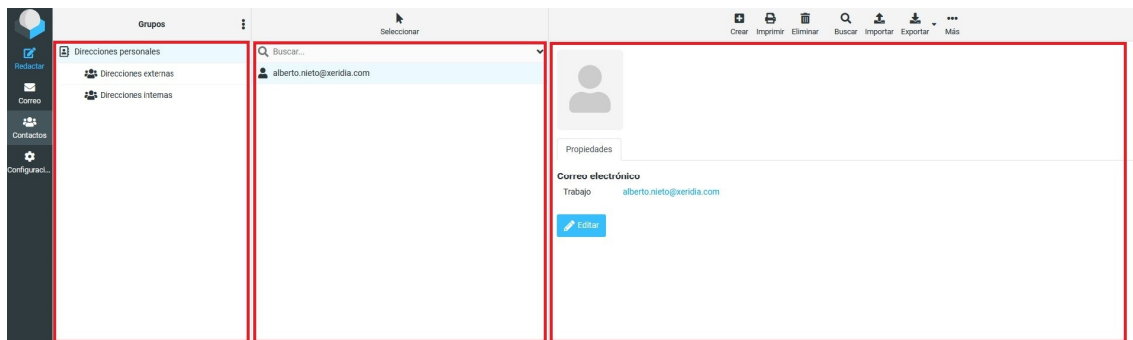 Redactar
Correo
Contactos
Configuraci...
Grupos
Direcciones personales
Direcciones externas
Direcciones internas
Seleccionar
Buscar...
alberto.nieto@xeridia.com
Crear Imprimir Eliminar Buscar Importar Exportar Más
Propiedades
Correo electrónico
Trabajo alberto.nieto@xeridia.com
Editar